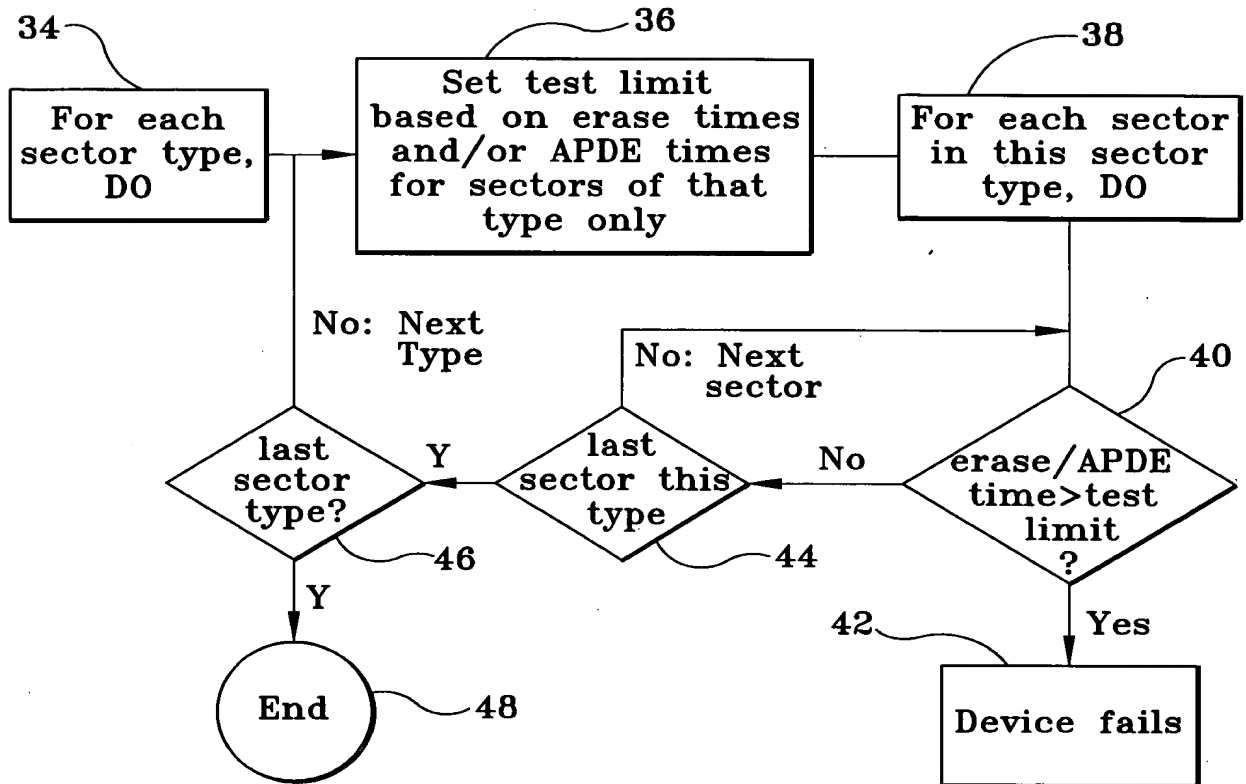 34
36
38
For each
sector type,
DO
Set test limit
based on erase times
and/or APDE times
for sectors of that
type only
For each sector
in this sector
type, DO
No: Next
Type
No: Next
sector
40
last
sector
type?
Y
last
sector this
type
No
erase/APDE
time>test
limit
?
46
44
Y
42
Yes
End
48
Device fails